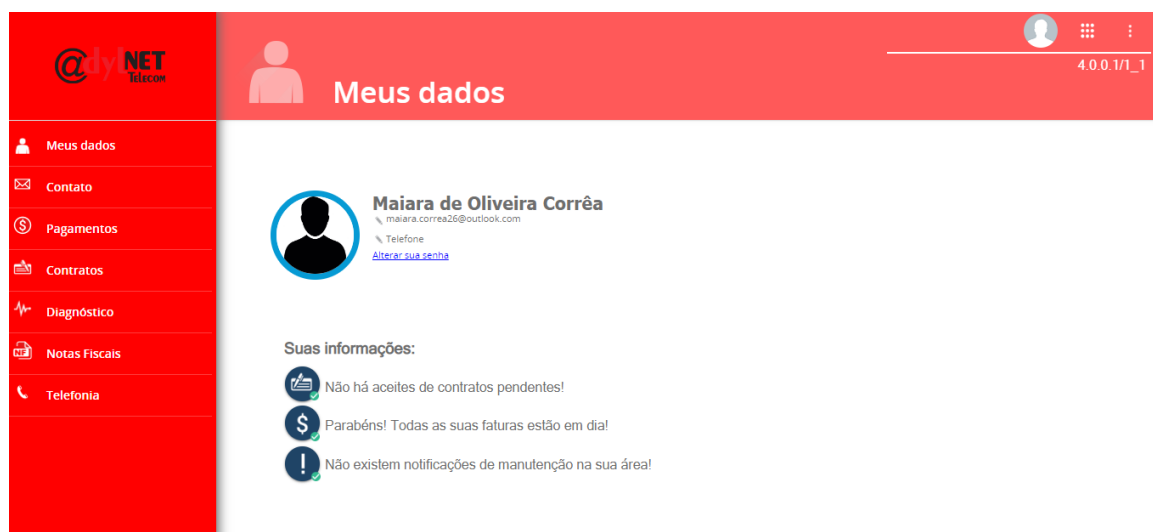 @dylNET
Telecom
4.0.0.1/1_1
Meus dados
Meus dados
Contato
Pagamentos
Contratos
Diagnóstico
Notas Fiscais
Telefonia
Maiara de Oliveira Corrêa
maiara.correa26@outlook.com
Telefone
Alterar sua senha
Suas informações:
Não há aceites de contratos pendentes!
Parabéns! Todas as suas faturas estão em dia!
Não existem notificações de manutenção na sua área!